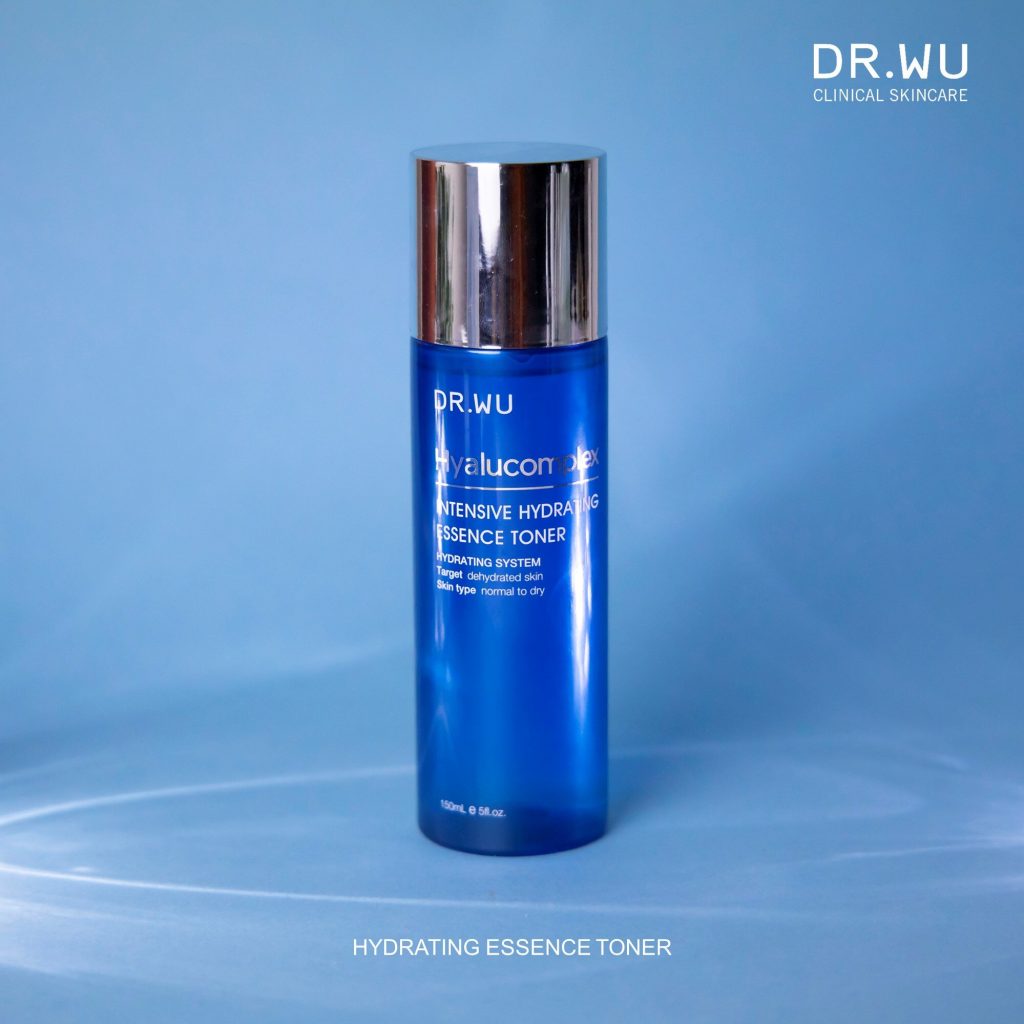 DR.WU
CLINICAL SKINCARE
DR.WU
Hyalucomplex
INTENSIVE HYDRATING
ESSENCE TONER
HYDRATING SYSTEM
Target dehydrated skin
Skin type normal to dry
150mL e 5fl.oz.
HYDRATING ESSENCE TONER